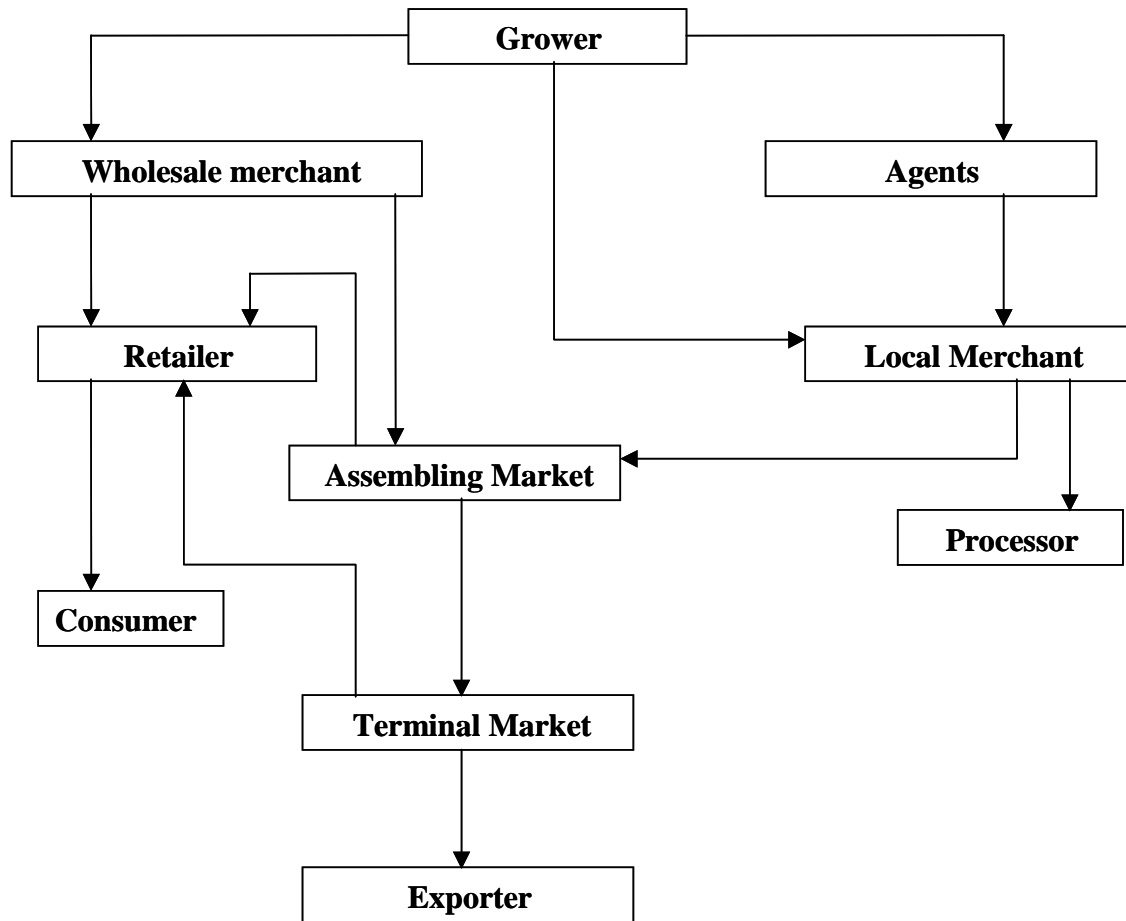 Grower
Wholesale merchant
Agents
Retailer
Local Merchant
Assembling Market
Processor
Consumer
Terminal Market
Exporter